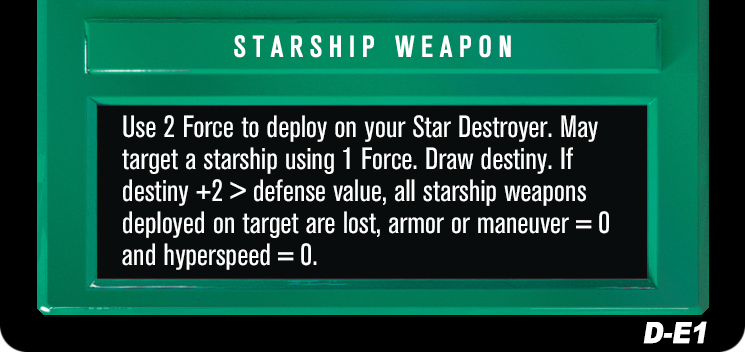 STARSHIP WEAPON
Use 2 Force to deploy on your Star Destroyer. May
target a starship using 1 Force. Draw destiny. If
destiny +2 > defense value, all starship weapons
deployed on target are lost, armor or maneuver = 0
and hyperspeed = 0.
D-E1